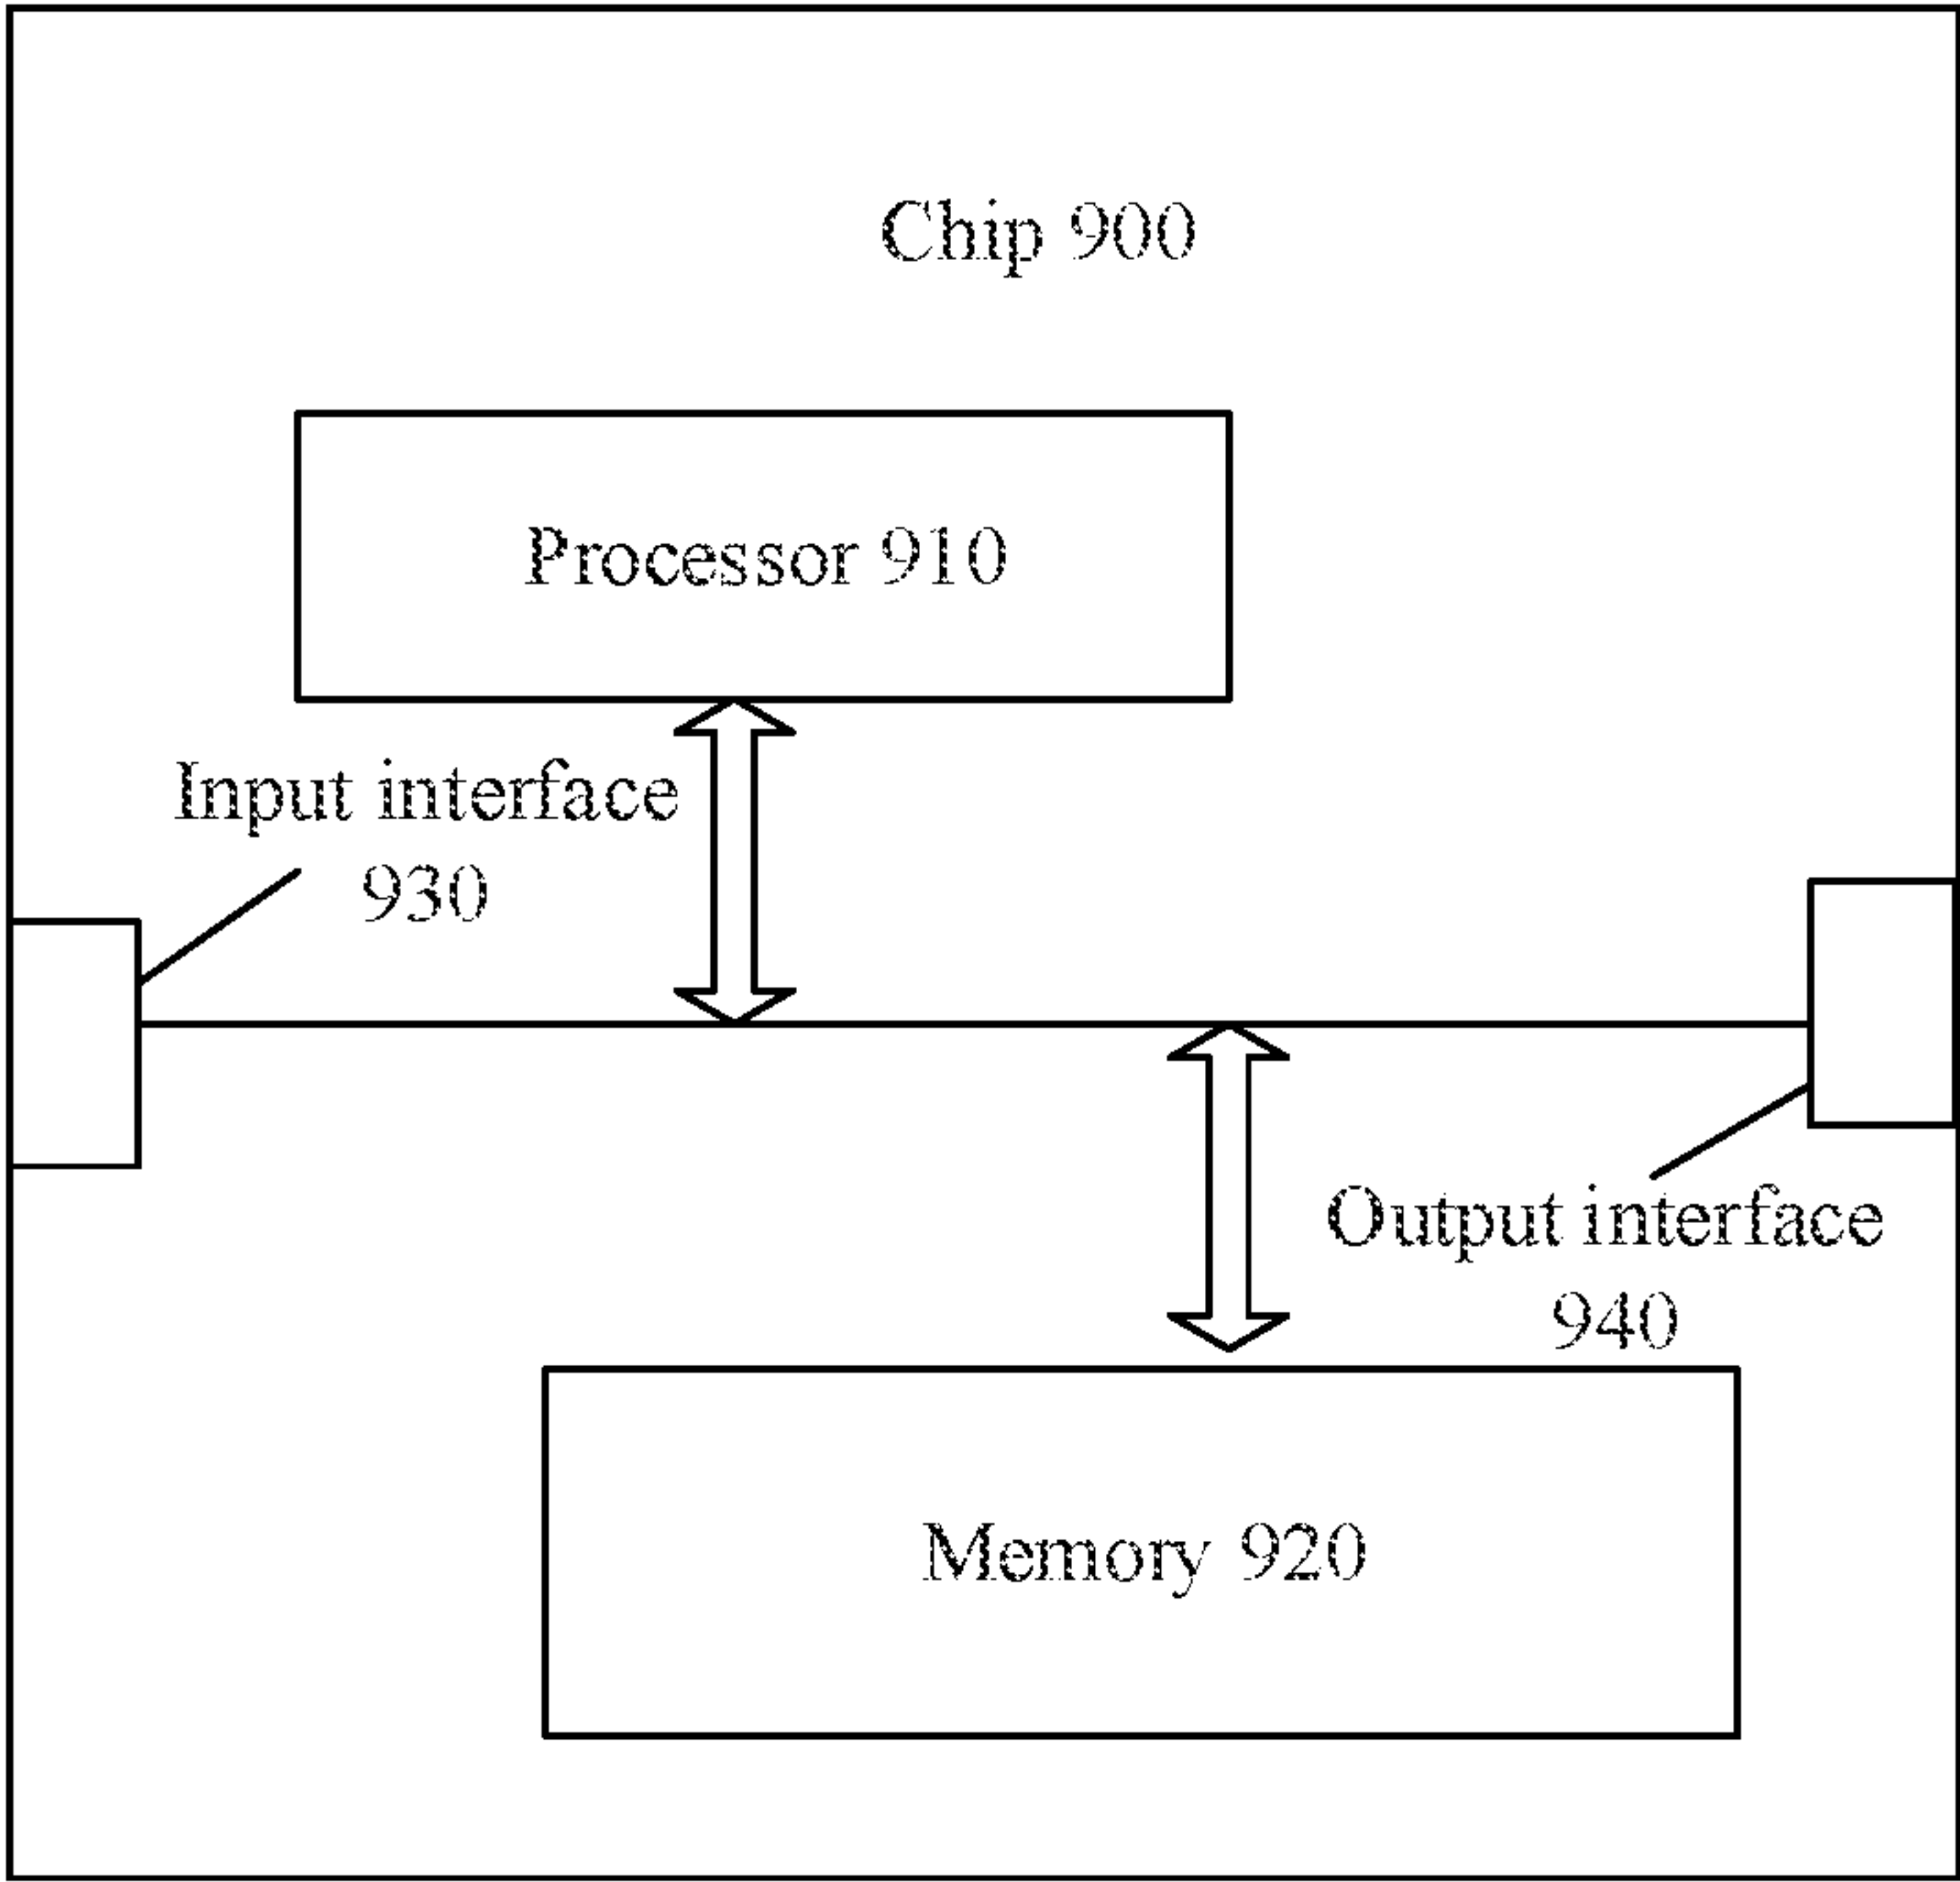 Chip 900
Processor 910
Input interface
930
Output interface
940
Memory 920